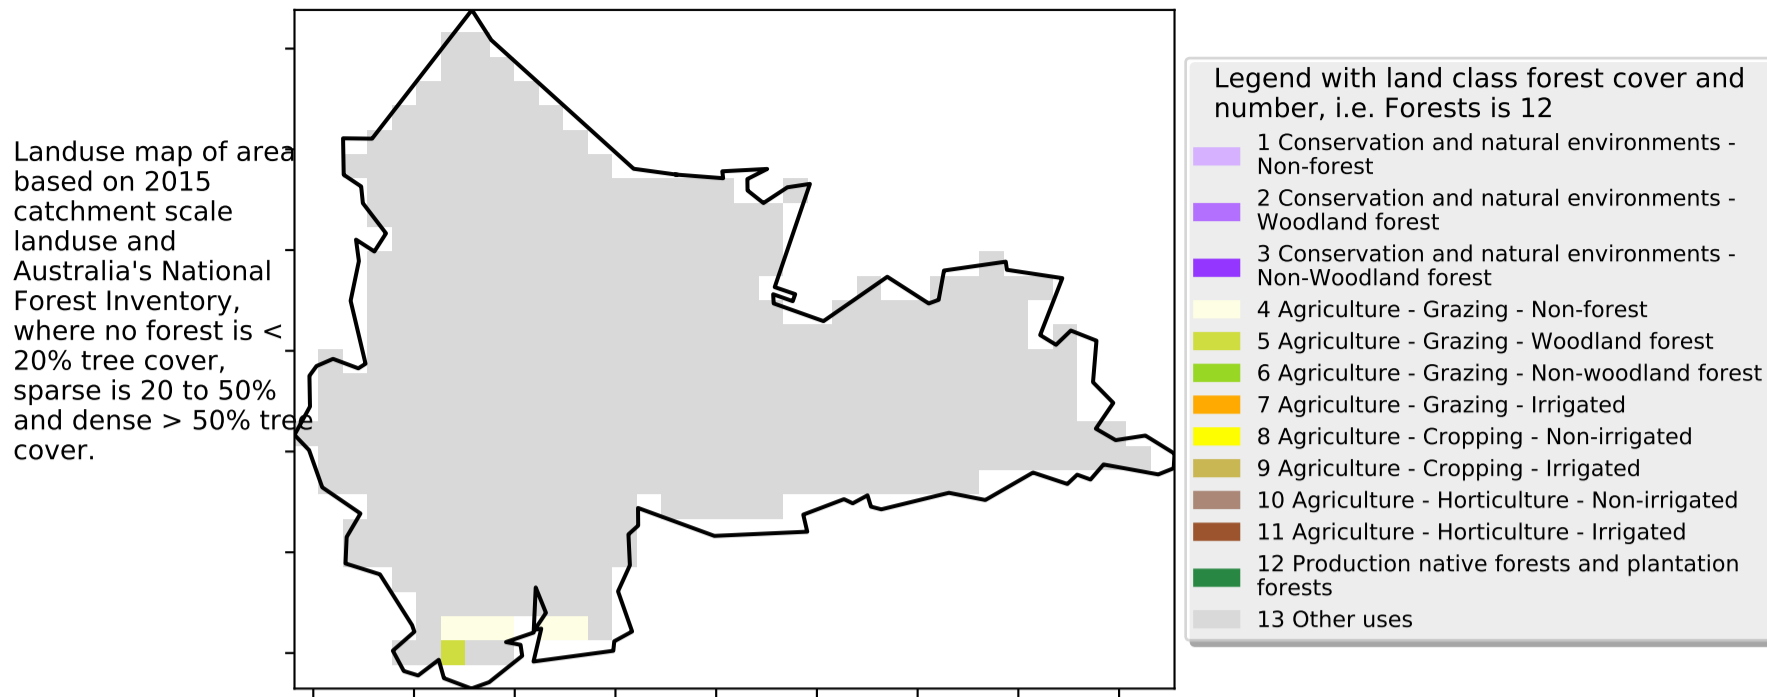 Landuse map of area
based on 2015
catchment scale
landuse and
Australia's National
Forest Inventory,
where no forest is <
20% tree cover,
sparse is 20 to 50%
and dense > 50% tree
cover.
Legend with land class forest cover and
number, i.e. Forests is 12
1 Conservation and natural environments -
Non-forest
2 Conservation and natural environments -
Woodland forest
3 Conservation and natural environments -
Non-Woodland forest
4 Agriculture - Grazing - Non-forest
5 Agriculture - Grazing - Woodland forest
6 Agriculture - Grazing - Non-woodland forest
7 Agriculture - Grazing - Irrigated
8 Agriculture - Cropping - Non-irrigated
9 Agriculture - Cropping - Irrigated
10 Agriculture - Horticulture - Non-irrigated
11 Agriculture - Horticulture - Irrigated
12 Production native forests and plantation
forests
13 Other uses